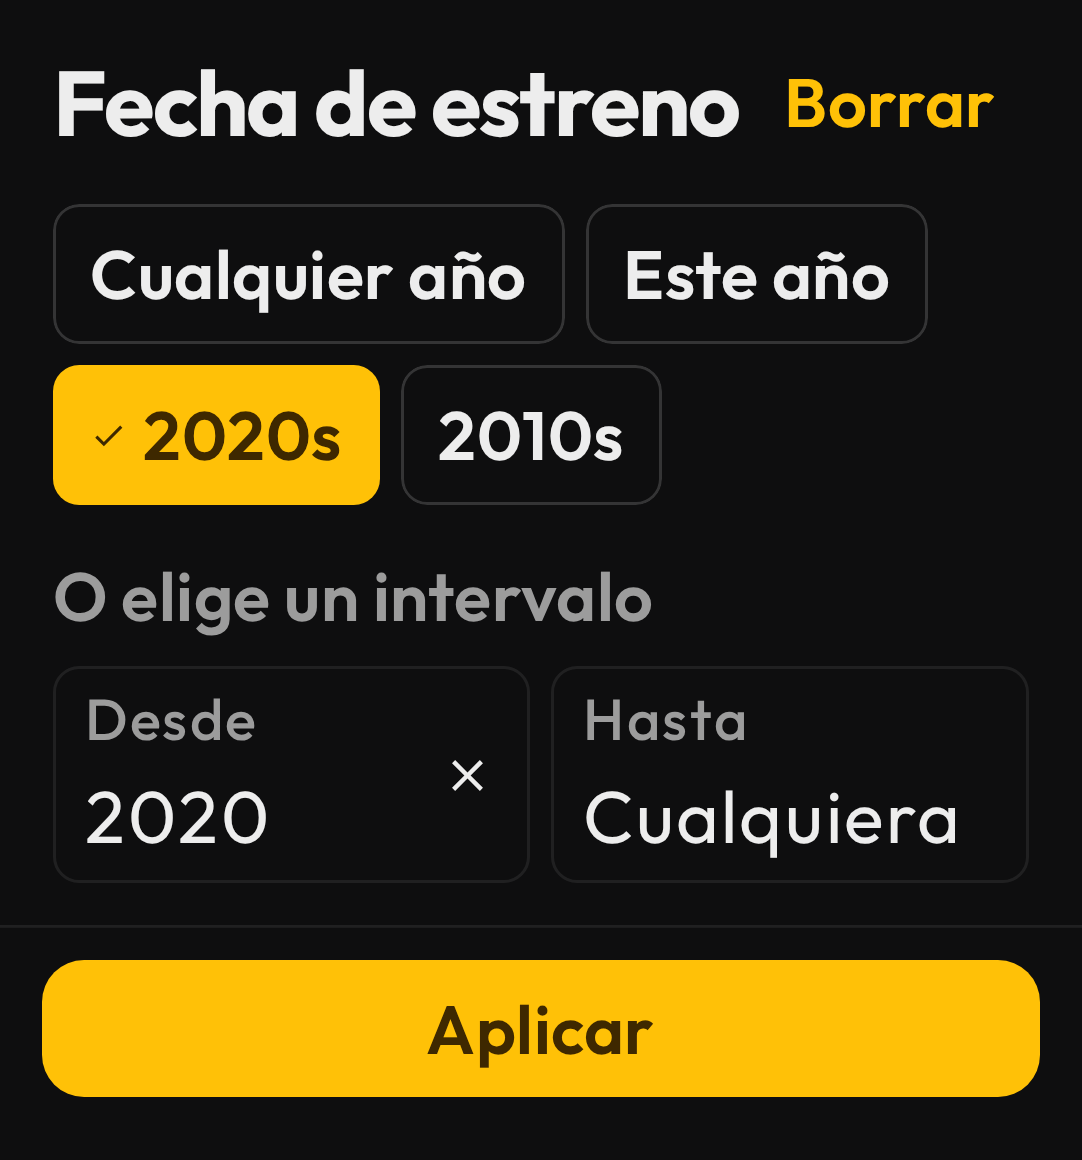 Fecha de estreno Borrar
Cualquier año Este año
2020s 2010s
O elige un intervalo
Desde Hasta
2020 Cualquiera
Aplicar